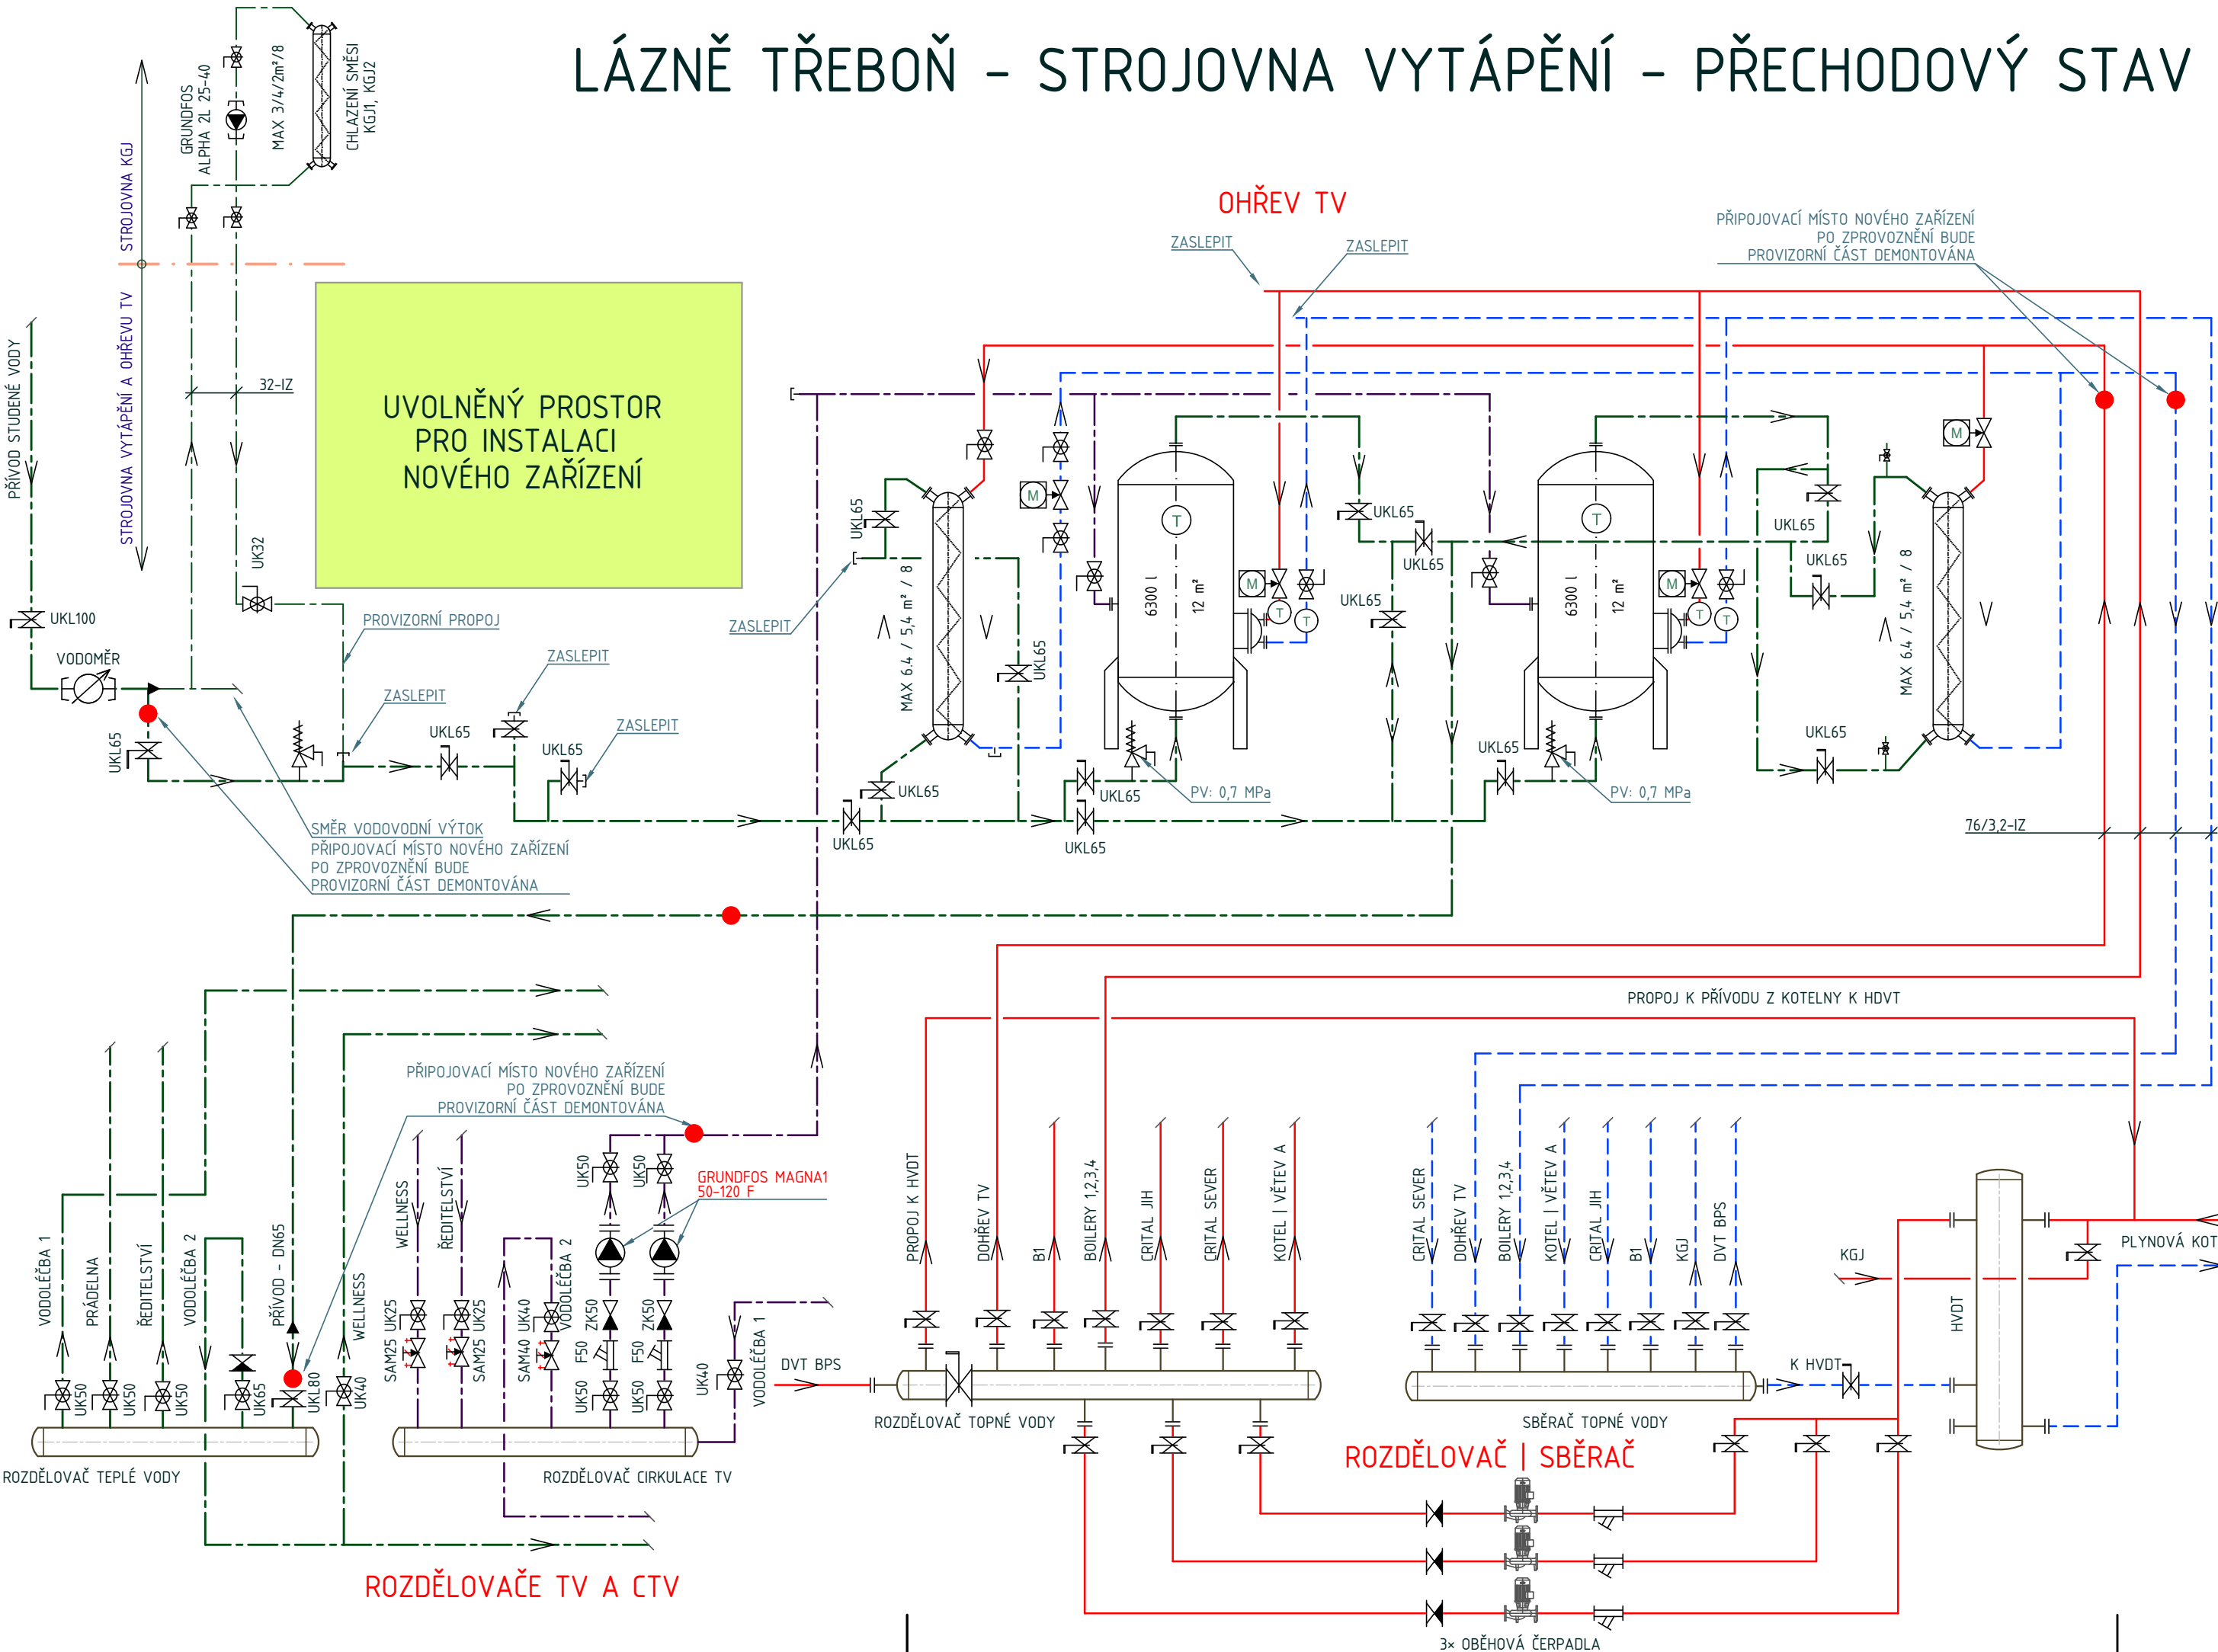 LÁZNĚ TŘEBOŇ - STROJOVNA VYTÁPĚNÍ - PŘECHODOVÝ STAV
GRUNDFOS
ALPHA 2L 25-40
MAX 3/4/2m²/8
CHLAZENÍ SMĚSI
KGJ1, KGJ2
STROJOVNA KGJ
STROJOVNA VYTÁPĚNÍ A OHŘEVU TV
PŘÍVOD STUDENÉ VODY
32-IZ
UK32
UVOLNĚNÝ PROSTOR
PRO INSTALACI
NOVÉHO ZAŘÍZENÍ
OHŘEV TV
ZASLEPIT
ZASLEPIT
PŘIPOJOVACÍ MÍSTO NOVÉHO ZAŘÍZENÍ
PO ZPROVOZNĚNÍ BUDE
PROVIZORNÍ ČÁST DEMONTOVÁNA
UKL100
VODOMĚR
PROVIZORNÍ PROPOJ
ZASLEPIT
ZASLEPIT
ZASLEPIT
ZASLEPIT
UKL65
UKL65
UKL65
SMĚR VODOVODNÍ VÝTOK
PŘIPOJOVACÍ MÍSTO NOVÉHO ZAŘÍZENÍ
PO ZPROVOZNĚNÍ BUDE
PROVIZORNÍ ČÁST DEMONTOVÁNA
UKL65
MAX 6.4 / 5,4 m² / 8
UKL65
UKL65
UKL65
UKL65
UKL65
M
T
6300 l
12 m²
M
T
T
PV: 0,7 MPa
UKL65
UKL65
UKL65
UKL65
T
6300 l
12 m²
M
T
T
PV: 0,7 MPa
UKL65
UKL65
UKL65
M
MAX 6.4 / 5,4 m² / 8
76/3,2-IZ
PROPOJ K PŘÍVODU Z KOTELNY K HDVT
PŘIPOJOVACÍ MÍSTO NOVÉHO ZAŘÍZENÍ
PO ZPROVOZNĚNÍ BUDE
PROVIZORNÍ ČÁST DEMONTOVÁNA
GRUNDFOS MAGNA1
50-120 F
VODOLÉČBA 1
PRÁDELNA
ŘEDITELSTVÍ
VODOLÉČBA 2
PŘÍVOD - DN65
WELLNESS
UK50
UK50
UK50
UK65
UKL80
UK40
ROZDĚLOVAČ TEPLÉ VODY
WELLNESS
ŘEDITELSTVÍ
VODOLÉČBA 2
SAM25 UK25
SAM25 UK25
SAM40 UK40
UK50
UK50
ZK50
ZK50
F50
F50
UK50
UK50
UK40
VODOLÉČBA 1
ROZDĚLOVAČ CIRKULACE TV
ROZDĚLOVAČE TV A CTV
DVT BPS
PROPOJ K HVDT
DOHŘEV TV
B1
BOILERY 1,2,3,4
CRITAL JIH
CRITAL SEVER
KOTEL | VĚTEV A
ROZDĚLOVAČ TOPNÉ VODY
CRITAL SEVER
DOHŘEV TV
BOILERY 1,2,3,4
KOTEL | VĚTEV A
CRITAL JIH
B1
KGJ
DVT BPS
SBĚRAČ TOPNÉ VODY
K HVDT
KGJ
HVDT
PLYNOVÁ KOT
ROZDĚLOVAČ | SBĚRAČ
3× OBĚHOVÁ ČERPADLA